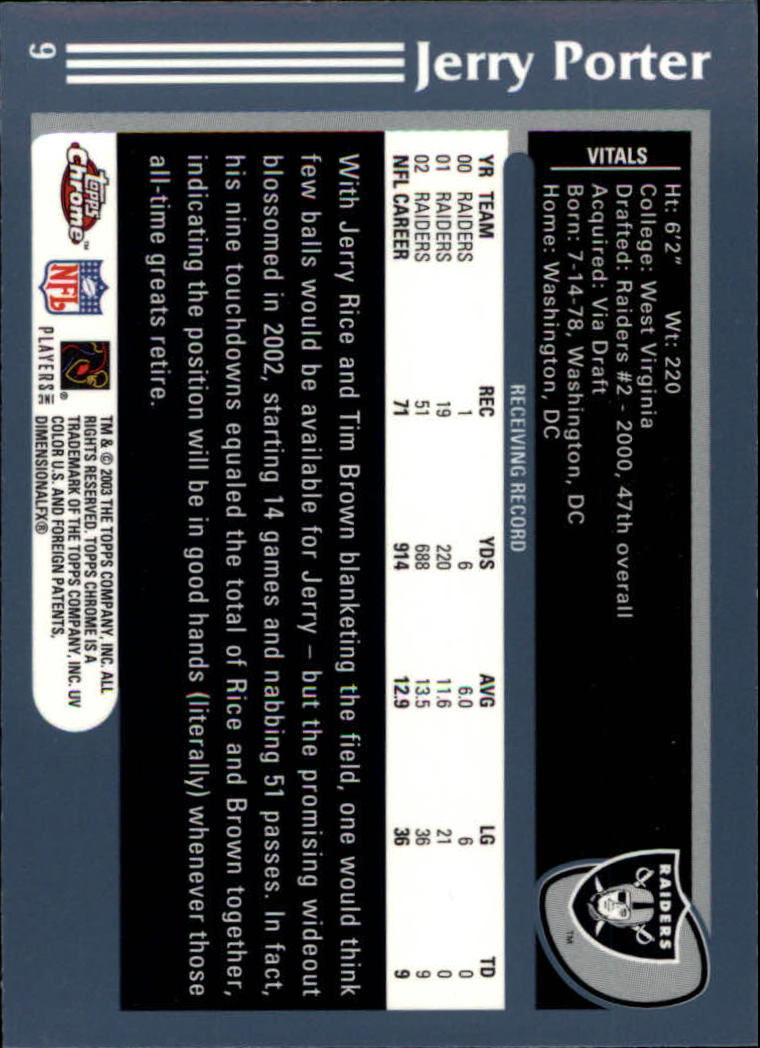 Jerry Porter
9
VITALS
Ht: 6'2" Wt: 220
College: West Virginia
Drafted: Raiders #2 - 2000, 47th overall
Acquired: Via Draft
Born: 7-14-78, Washington, DC
Home: Washington, DC
RAIDERS
TM
RECEIVING RECORD
YR TEAM REC YDS AVG LG TD
00 RAIDERS 1 6 6.0 6 0
01 RAIDERS 19 220 11.6 21 0
02 RAIDERS 51 688 13.5 36 9
NFL CAREER 71 914 12.9 36 9
With Jerry Rice and Tim Brown blanketing the field, one would think
few balls would be available for Jerry – but the promising wideout
blossomed in 2002, starting 14 games and nabbing 51 passes. In fact,
his nine touchdowns equaled the total of Rice and Brown together,
indicating the position will be in good hands (literally) whenever those
all-time greats retire.
Topps
Chrome™
NFL
PLAYERS INC ®
TM & © 2003 THE TOPPS COMPANY, INC. ALL
RIGHTS RESERVED. TOPPS CHROME IS A
TRADEMARK OF THE TOPPS COMPANY, INC. UV
COLOR U.S. AND FOREIGN PATENTS,
DIMENSIONALFX®